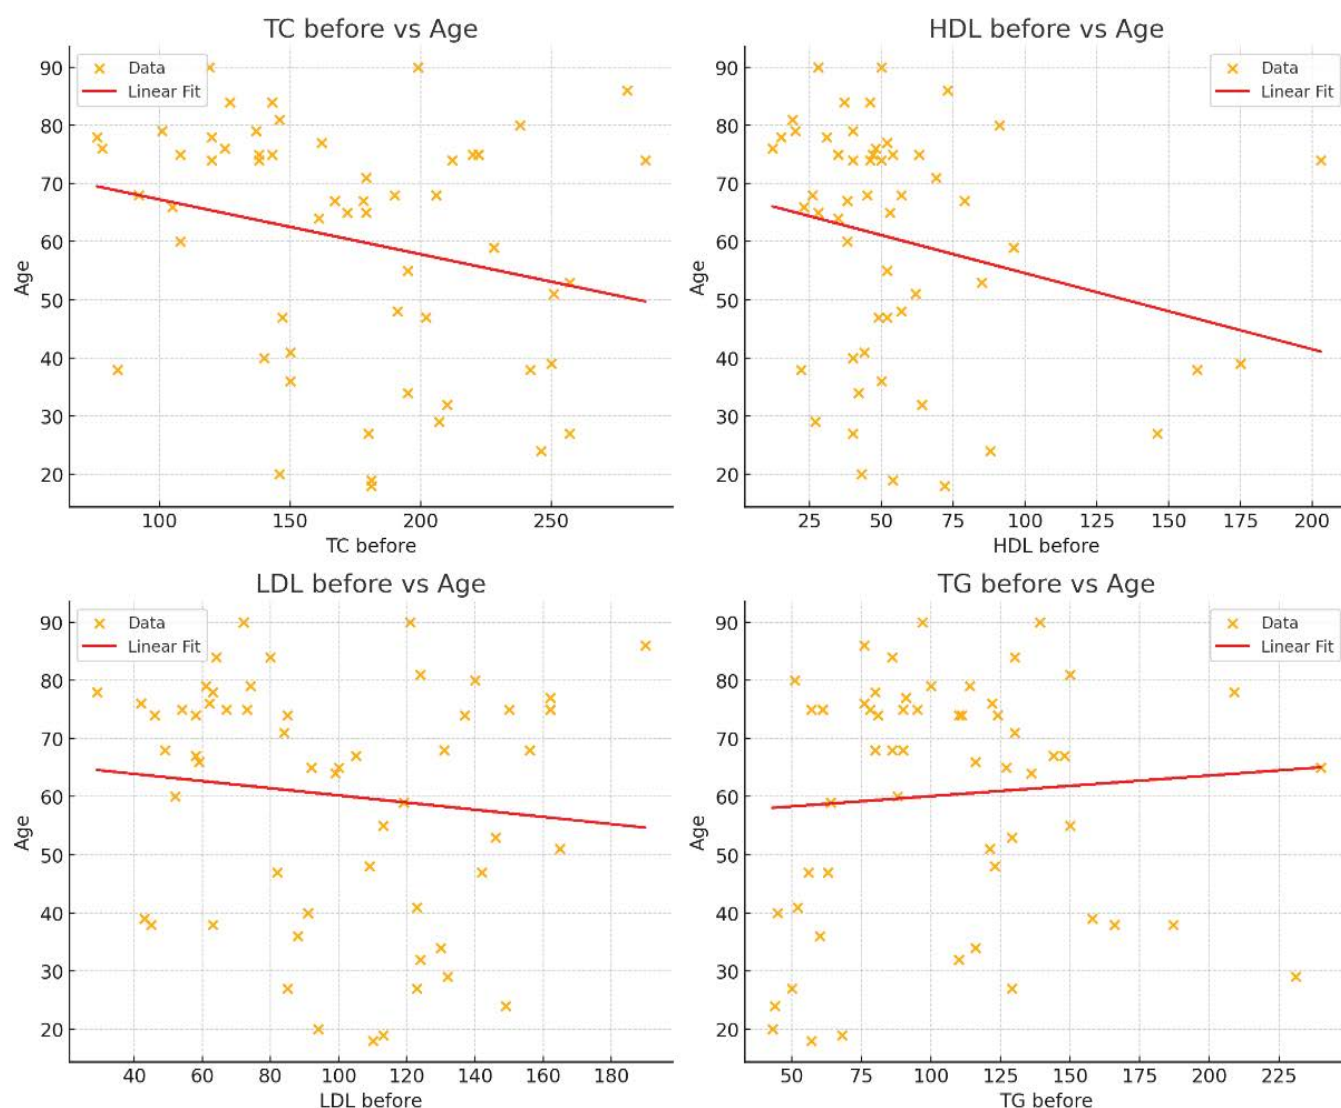 TC before vs Age
Data
Linear Fit
90
80
70
60
50
40
30
20
Age
100 150 200 250
TC before
HDL before vs Age
Data
Linear Fit
90
80
70
60
50
40
30
20
Age
25 50 75 100 125 150 175 200
HDL before
LDL before vs Age
Data
Linear Fit
90
80
70
60
50
40
30
20
Age
40 60 80 100 120 140 160 180
LDL before
TG before vs Age
Data
Linear Fit
90
80
70
60
50
40
30
20
Age
50 75 100 125 150 175 200 225
TG before